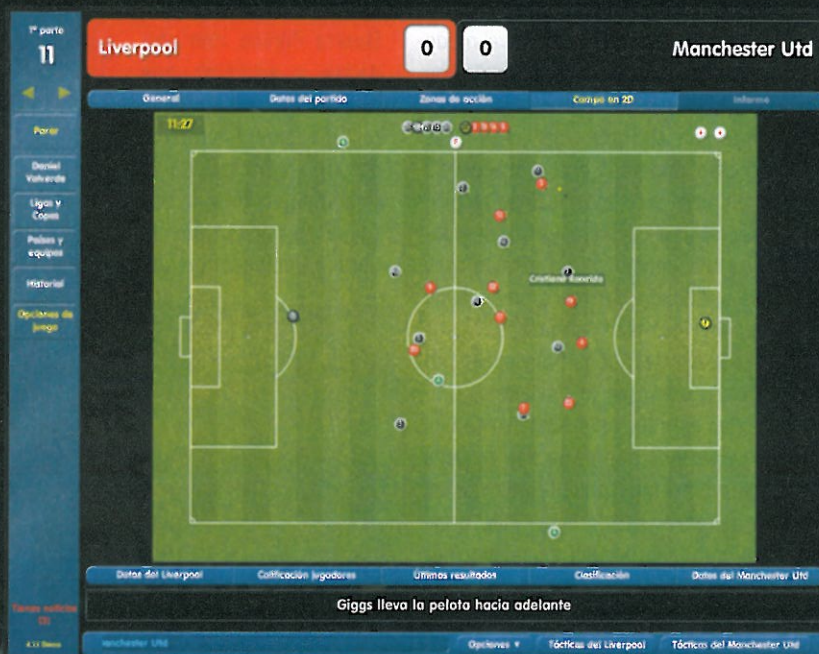 1ª parte
11
Liverpool
0
0
Manchester Utd
General
Datos del partido
Zonas de acción
Campo en 2D
Informe
Parar
Daniel
Valverde
Ligas y
Copas
Países y
equipos
Historial
Opciones de
juego
11:27
Cristiano Ronaldo
Datos del Liverpool
Calificación jugadores
Últimos resultados
Clasificación
Datos del Manchester Utd
Giggs lleva la pelota hacia adelante
Tienes noticias
Manchester Utd
Opciones
Tácticas del Liverpool
Tácticas del Manchester Utd